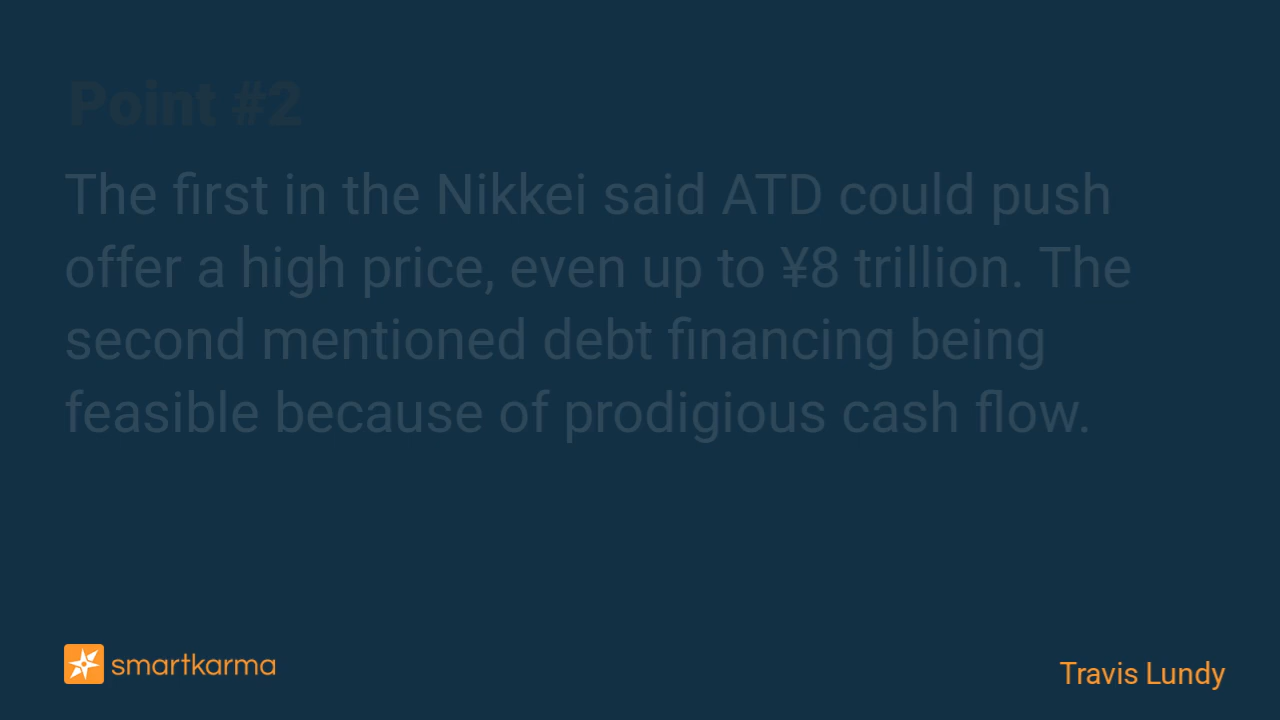 Point #2
The first in the Nikkei said ATD could push
offer a high price, even up to ¥8 trillion. The
second mentioned debt financing being
feasible because of prodigious cash flow.
smartkarma
Travis Lundy